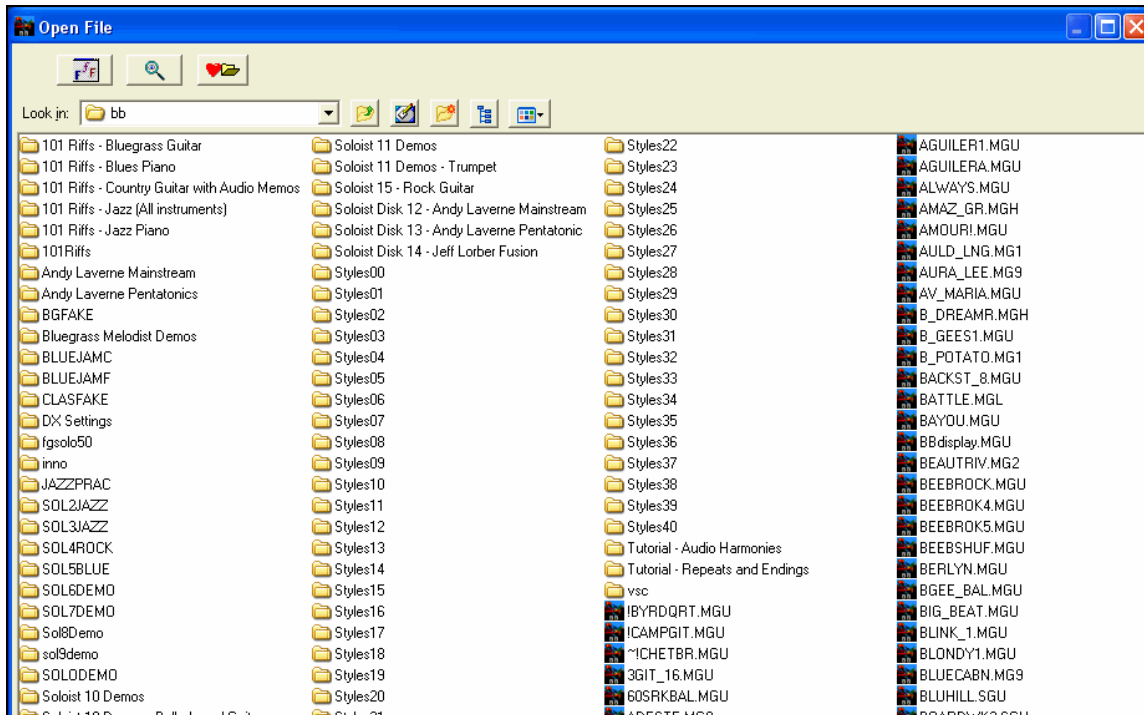 Open File
Look in: bb
101 Riffs - Bluegrass Guitar
101 Riffs - Blues Piano
101 Riffs - Country Guitar with Audio Memos
101 Riffs - Jazz (All instruments)
101 Riffs - Jazz Piano
101Riffs
Andy Laverne Mainstream
Andy Laverne Pentatonics
BGFAKE
Bluegrass Melodist Demos
BLUEJAMC
BLUEJAMF
CLASFAKE
DX Settings
fgsolo50
inno
JAZZPRAC
SOL2JAZZ
SOL3JAZZ
SOL4ROCK
SOL5BLUE
SOL6DEMO
SOL7DEMO
Sol8Demo
sol9demo
SOLODEMO
Soloist 10 Demos
Soloist 11 Demos
Soloist 11 Demos - Trumpet
Soloist 15 - Rock Guitar
Soloist Disk 12 - Andy Laverne Mainstream
Soloist Disk 13 - Andy Laverne Pentatonic
Soloist Disk 14 - Jeff Lorber Fusion
Styles00
Styles01
Styles02
Styles03
Styles04
Styles05
Styles06
Styles07
Styles08
Styles09
Styles10
Styles11
Styles12
Styles13
Styles14
Styles15
Styles16
Styles17
Styles18
Styles19
Styles20
Styles22
Styles23
Styles24
Styles25
Styles26
Styles27
Styles28
Styles29
Styles30
Styles31
Styles32
Styles33
Styles34
Styles35
Styles36
Styles37
Styles38
Styles39
Styles40
Tutorial - Audio Harmonies
Tutorial - Repeats and Endings
vsc
!BYRDQRT.MGU
!CAMPGIT.MGU
~!CHETBR.MGU
3GIT_16.MGU
60SRKBAL.MGU
AGUILER1.MGU
AGUILERA.MGU
ALWAYS.MGU
AMAZ_GR.MGH
AMOUR!.MGU
AULD_LNG.MG1
AURA_LEE.MG9
AV_MARIA.MGU
B_DREAMR.MGH
B_GEES1.MGU
B_POTATO.MG1
BACKST_8.MGU
BATTLE.MGL
BAYOU.MGU
BBdisplay.MGU
BEAUTRIV.MG2
BEEBROCK.MGU
BEEBROK4.MGU
BEEBROK5.MGU
BEEBSHUF.MGU
BERLYN.MGU
BGEE_BAL.MGU
BIG_BEAT.MGU
BLINK_1.MGU
BLONDY1.MGU
BLUECABN.MG9
BLUHILL.SGU